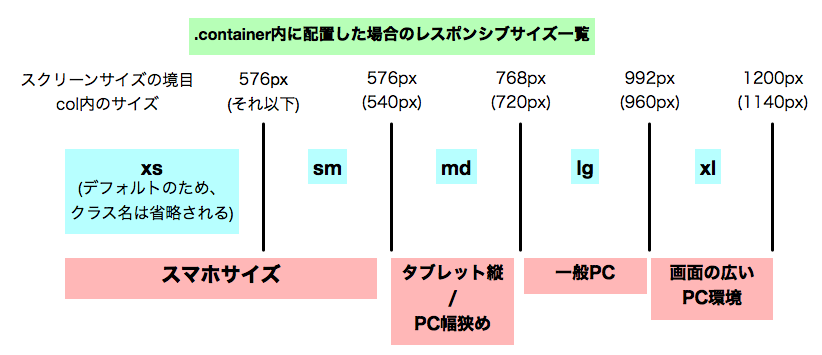 .container内に配置した場合のレスポンシブサイズ一覧
スクリーンサイズの境目 576px 576px 768px 992px 1200px
col内のサイズ (それ以下) (540px) (720px) (960px) (1140px)
xs sm md lg xl
(デフォルトのため、
クラス名は省略される)
スマホサイズ タブレット縦 一般PC 画面の広い
/ PC環境
PC幅狭め